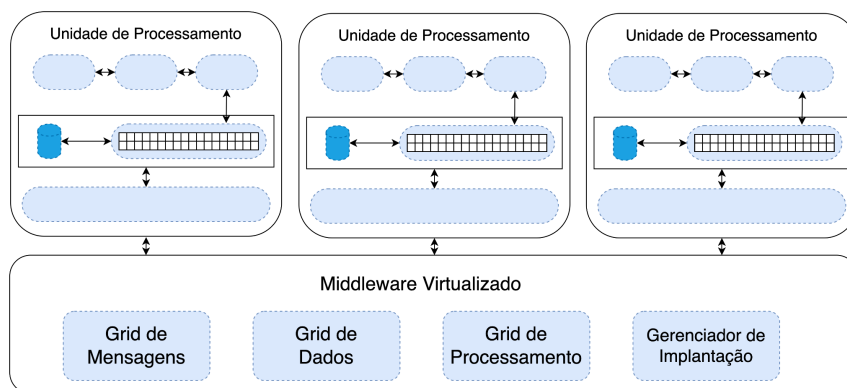 Unidade de Processamento
Unidade de Processamento
Unidade de Processamento
Middleware Virtualizado
Grid de
Mensagens
Grid de
Dados
Grid de
Processamento
Gerenciador de
Implantação